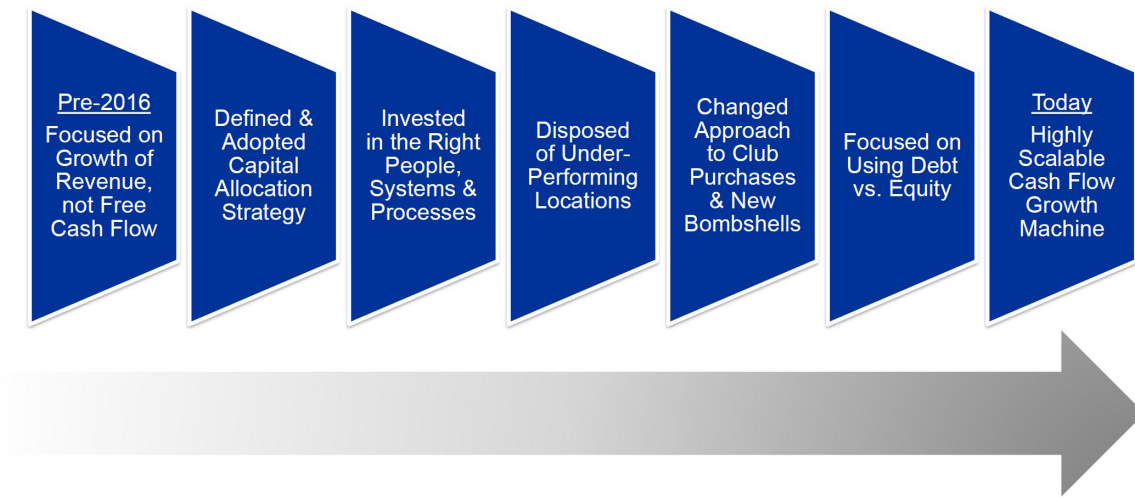 Pre-2016
Focused on
Growth of
Revenue,
not Free
Cash Flow
Defined &
Adopted
Capital
Allocation
Strategy
Invested
in the Right
People,
Systems &
Processes
Disposed
of Under-
Performing
Locations
Changed
Approach
to Club
Purchases
& New
Bombshells
Focused on
Using Debt
vs. Equity
Today
Highly
Scalable
Cash Flow
Growth
Machine